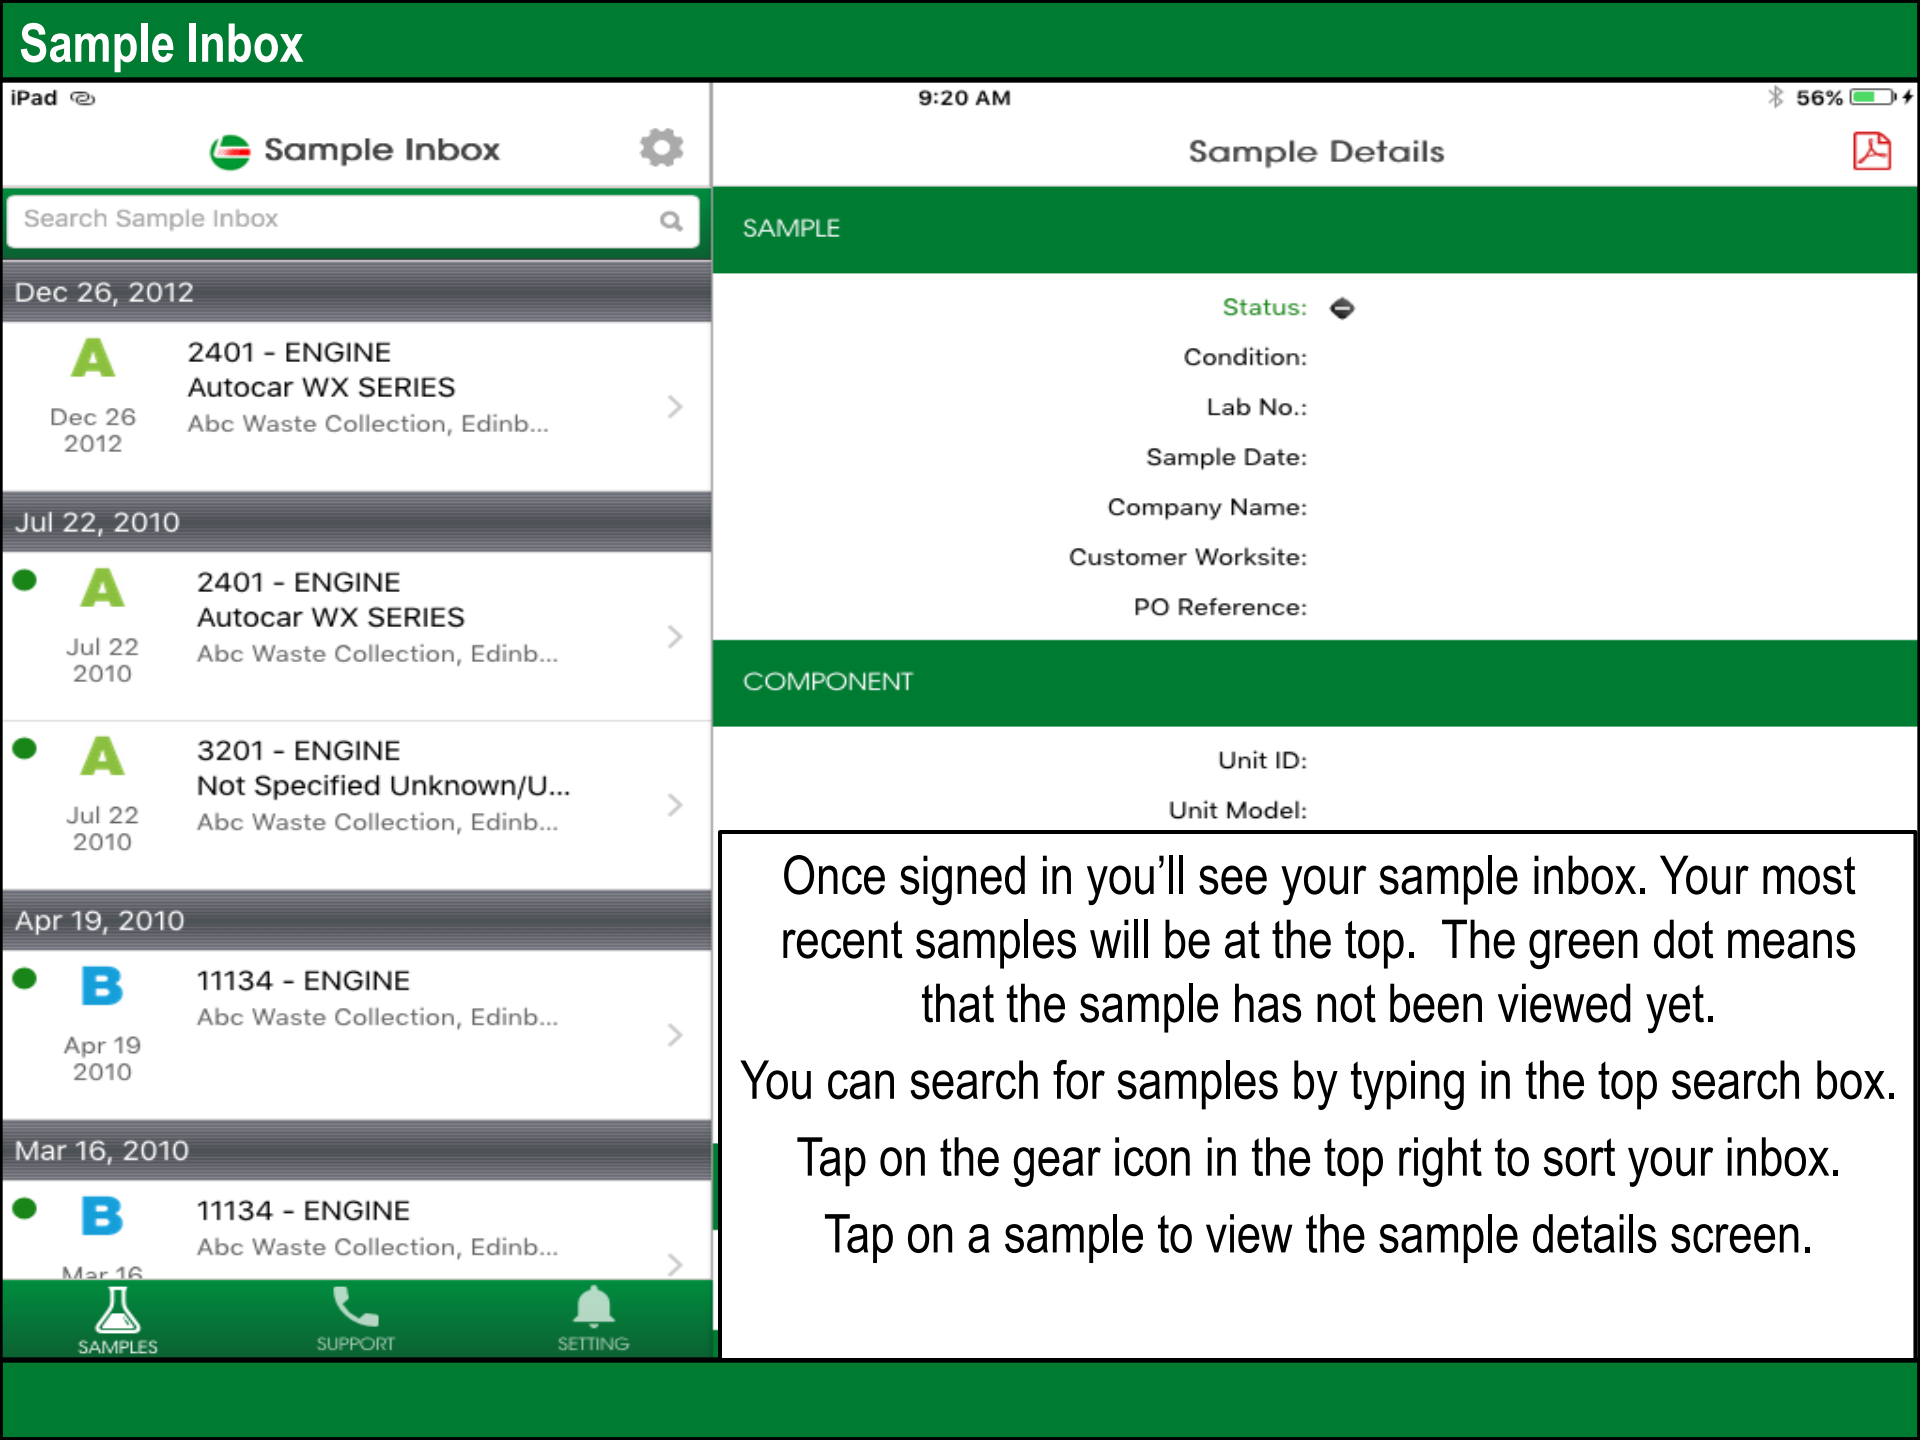 Sample Inbox
iPad
9:20 AM
56%
Sample Inbox
Sample Details
Search Sample Inbox
Dec 26, 2012
A
2401 - ENGINE
Autocar WX SERIES
Abc Waste Collection, Edinb...
Dec 26
2012
Jul 22, 2010
A
2401 - ENGINE
Autocar WX SERIES
Abc Waste Collection, Edinb...
Jul 22
2010
A
3201 - ENGINE
Not Specified Unknown/U...
Abc Waste Collection, Edinb...
Jul 22
2010
Apr 19, 2010
B
11134 - ENGINE
Abc Waste Collection, Edinb...
Apr 19
2010
Mar 16, 2010
B
11134 - ENGINE
Abc Waste Collection, Edinb...
Mar 16
SAMPLES
SUPPORT
SETTING
SAMPLE
Status:
Condition:
Lab No.:
Sample Date:
Company Name:
Customer Worksite:
PO Reference:
COMPONENT
Unit ID:
Unit Model:
Once signed in you’ll see your sample inbox. Your most
recent samples will be at the top.  The green dot means
that the sample has not been viewed yet.
You can search for samples by typing in the top search box.
Tap on the gear icon in the top right to sort your inbox.
Tap on a sample to view the sample details screen.